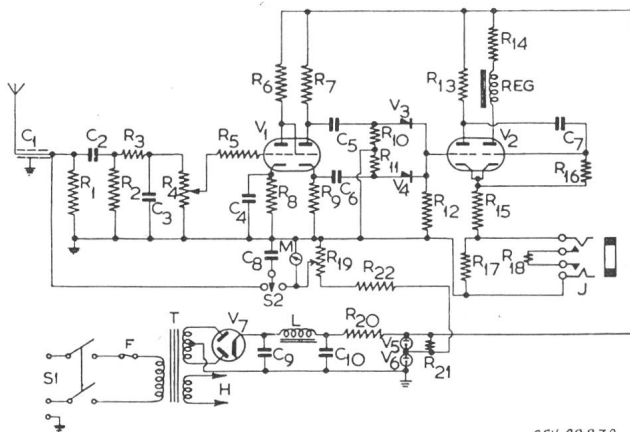 R6 R7 R13 R14
REG
C1 C2 R3 R5 V1 C5 R10 V3 V2 C7
R1 R2 C3 R4 C4 R8 R9 C6 R11 V4 R12 R15 R16
C8 M R19 R17 R18
S2 R22 J
T V7 L R20 V5
S1 F C9 C10 V6 R21
H